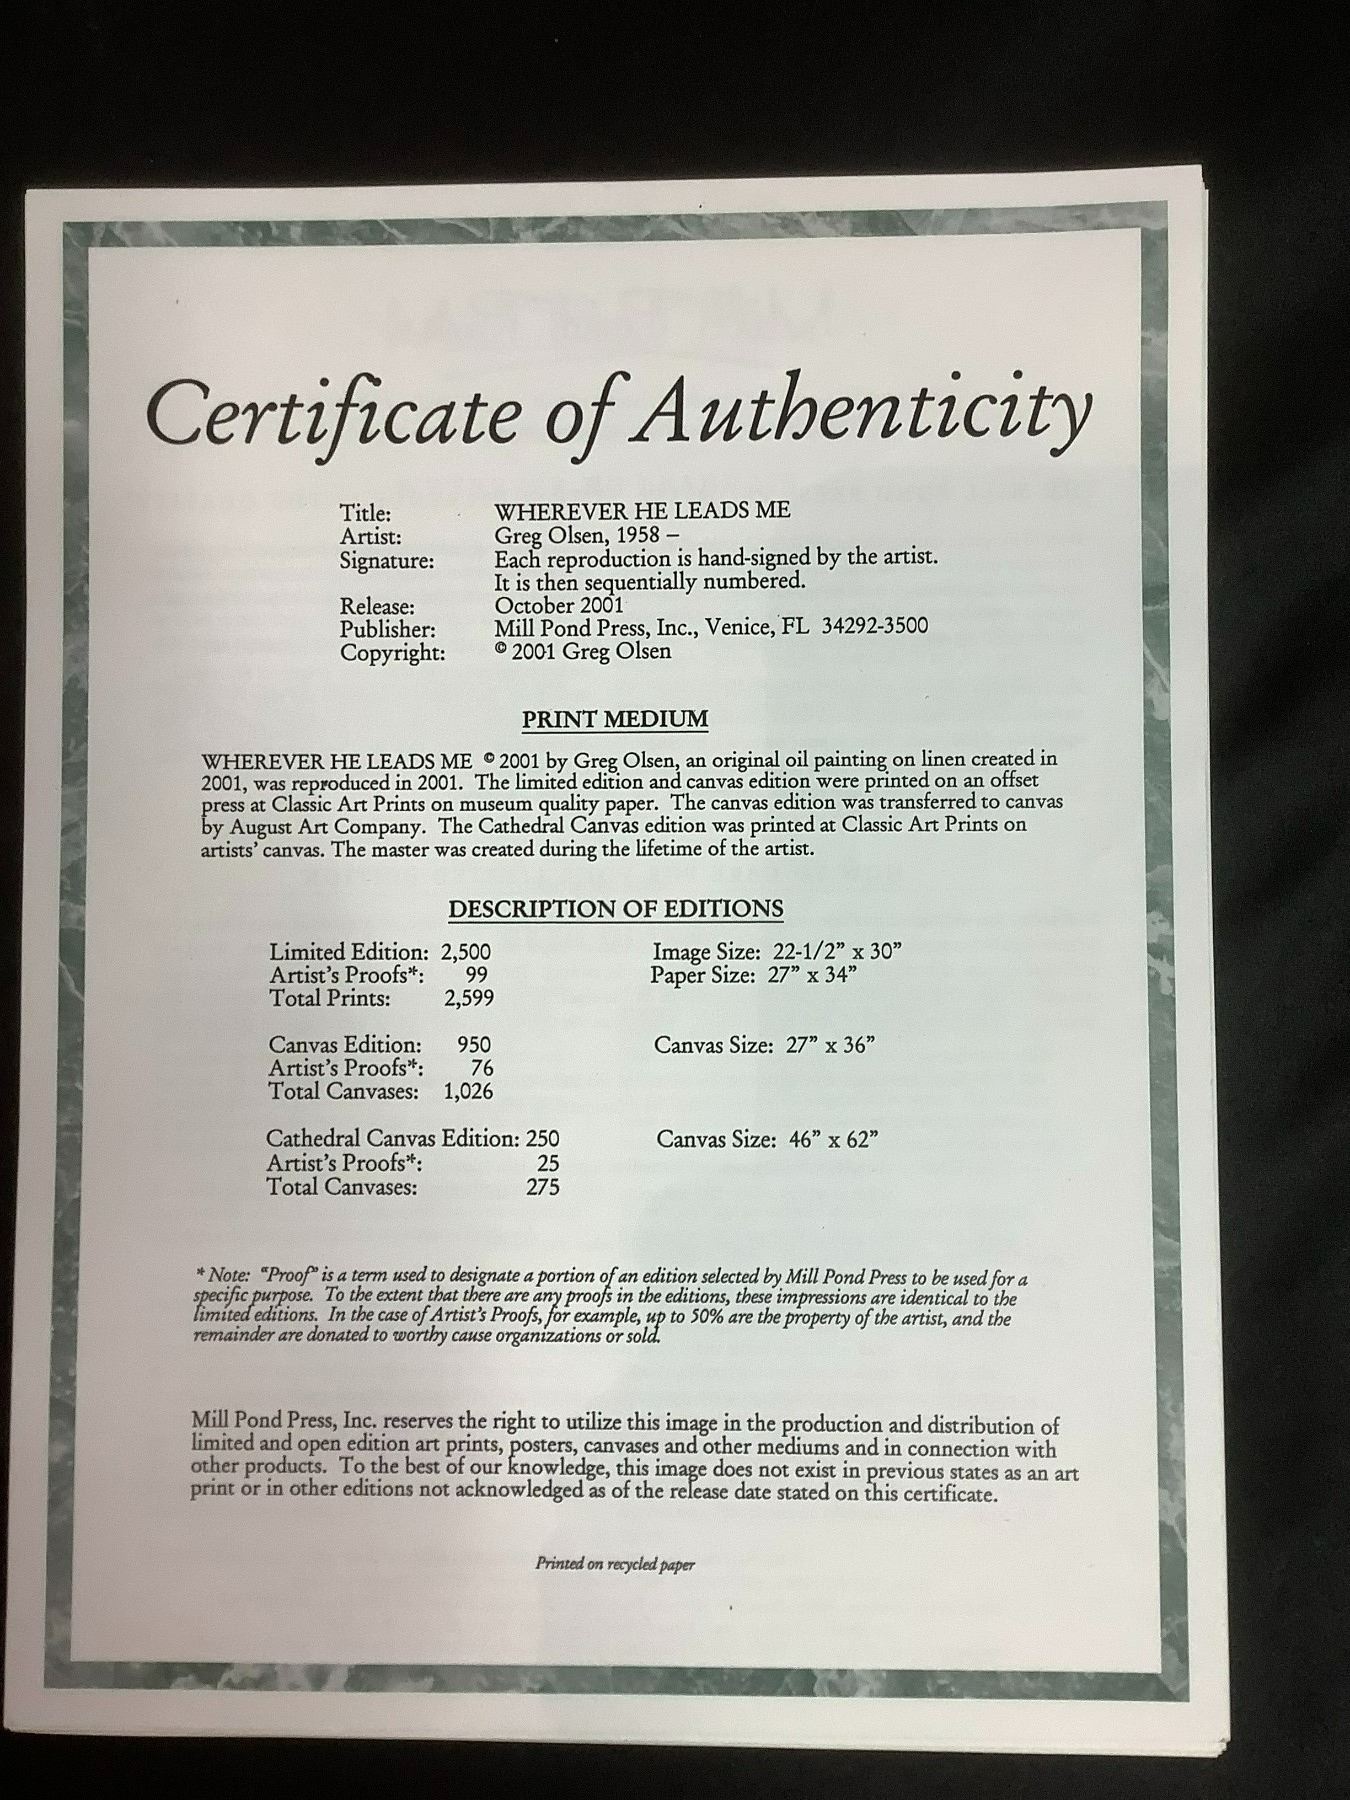 Certificate of Authenticity
Title: WHEREVER HE LEADS ME
Artist: Greg Olsen, 1958 –
Signature: Each reproduction is hand-signed by the artist.
It is then sequentially numbered.
Release: October 2001
Publisher: Mill Pond Press, Inc., Venice, FL 34292-3500
Copyright: © 2001 Greg Olsen
PRINT MEDIUM
WHEREVER HE LEADS ME © 2001 by Greg Olsen, an original oil painting on linen created in
2001, was reproduced in 2001. The limited edition and canvas edition were printed on an offset
press at Classic Art Prints on museum quality paper. The canvas edition was transferred to canvas
by August Art Company. The Cathedral Canvas edition was printed at Classic Art Prints on
artists' canvas. The master was created during the lifetime of the artist.
DESCRIPTION OF EDITIONS
Limited Edition: 2,500 Image Size: 22-1/2” x 30”
Artist's Proofs*: 99 Paper Size: 27” x 34”
Total Prints: 2,599
Canvas Edition: 950 Canvas Size: 27” x 36”
Artist's Proofs*: 76
Total Canvases: 1,026
Cathedral Canvas Edition: 250 Canvas Size: 46” x 62”
Artist's Proofs*: 25
Total Canvases: 275
* Note: “Proof” is a term used to designate a portion of an edition selected by Mill Pond Press to be used for a
specific purpose. To the extent that there are any proofs in the editions, these impressions are identical to the
limited editions. In the case of Artist's Proofs, for example, up to 50% are the property of the artist, and the
remainder are donated to worthy cause organizations or sold.
Mill Pond Press, Inc. reserves the right to utilize this image in the production and distribution of
limited and open edition art prints, posters, canvases and other mediums and in connection with
other products. To the best of our knowledge, this image does not exist in previous states as an art
print or in other editions not acknowledged as of the release date stated on this certificate.
Printed on recycled paper